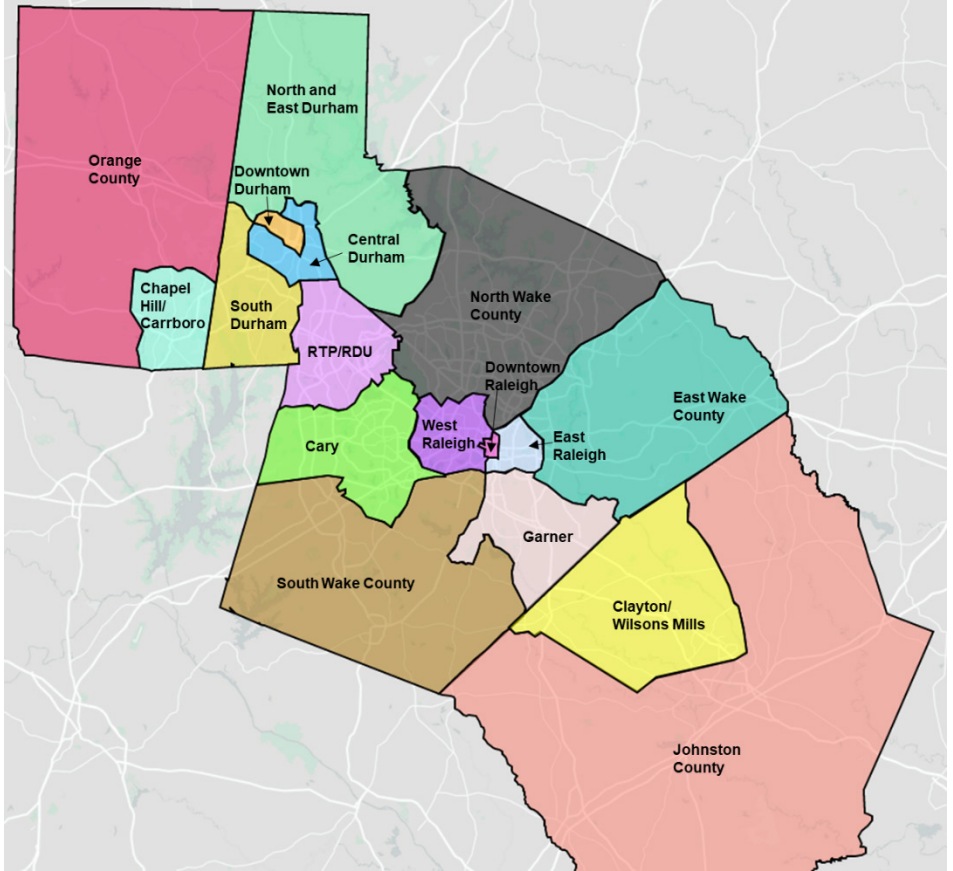 North and
East Durham
Orange
County
Downtown
Durham
Central
Durham
Chapel
Hill/
Carrboro
South
Durham
North Wake
County
RTP/RDU
Downtown
Raleigh
East Wake
County
West
Raleigh
East
Raleigh
Cary
Garner
South Wake County
Clayton/
Wilsons Mills
Johnston
County